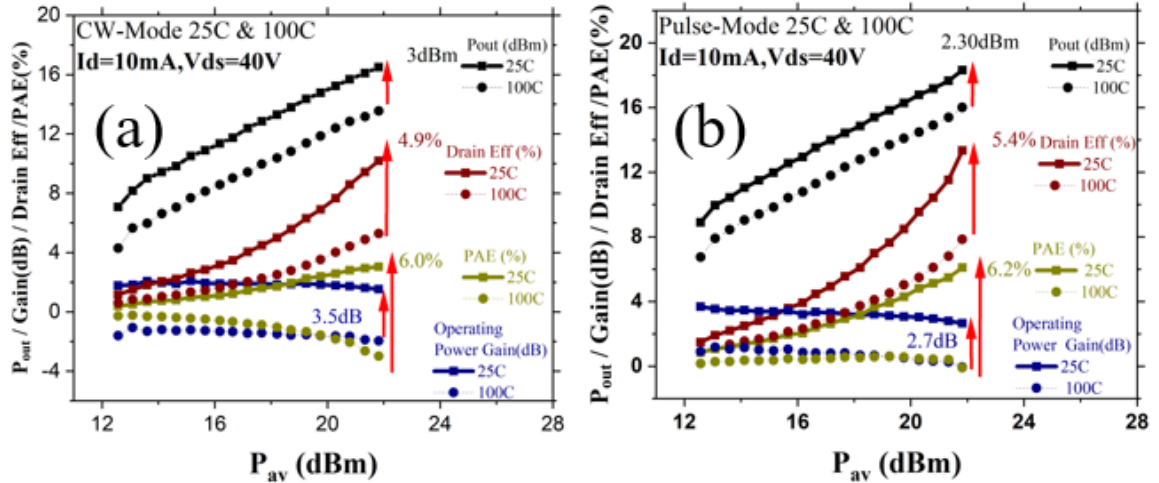 CW-Mode 25C & 100C
Id=10mA,Vds=40V
(a)
3dBm
Pout (dBm)
25C
100C
4.9%
Drain Eff (%)
25C
100C
6.0%
PAE (%)
25C
100C
3.5dB
Operating
Power Gain(dB)
25C
100C
20
16
12
8
4
0
-4
12
16
20
24
28
Pout / Gain(dB) / Drain Eff /PAE(%)
Pav (dBm)
Pulse-Mode 25C & 100C
Id=10mA,Vds=40V
(b)
2.30dBm
Pout (dBm)
25C
100C
5.4%
Drain Eff (%)
25C
100C
6.2%
PAE (%)
25C
100C
2.7dB
Operating
Power Gain(dB)
25C
100C
20
16
12
8
4
0
12
16
20
24
28
Pout / Gain(dB) / Drain Eff /PAE(%)
Pav (dBm)